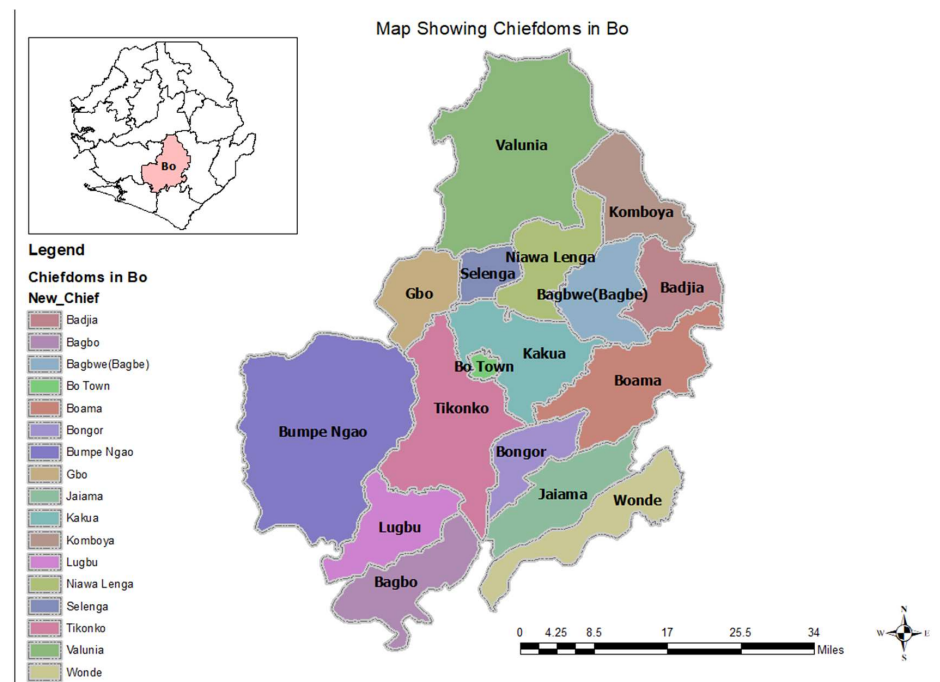 Map Showing Chiefdoms in Bo
Bo
Legend
Chiefdoms in Bo
New_Chief
Badjia
Bagbo
Bagbwe(Bagbe)
Bo Town
Boama
Bongor
Bumpe Ngao
Gbo
Jaiama
Kakua
Komboya
Lugbu
Niawa Lenga
Selenga
Tikonko
Valunia
Wonde
Valunia
Komboya
Niawa Lenga
Selenga
Gbo
Bagbwe(Bagbe)
Badjia
Kakua
Bo Town
Boama
Tikonko
Bumpe Ngao
Bongor
Jaiama
Wonde
Lugbu
Bagbo
N
W E
S
0 4.25 8.5 17 25.5 34
Miles